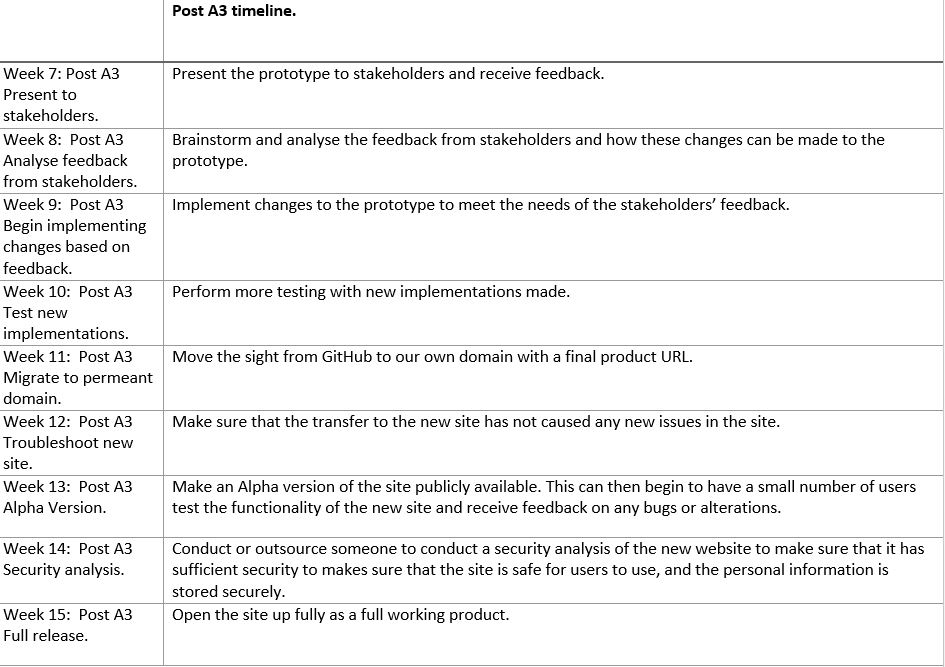 Post A3 timeline.
Week 7: Post A3
Present to
stakeholders.
Present the prototype to stakeholders and receive feedback.
Week 8:  Post A3
Analyse feedback
from stakeholders.
Brainstorm and analyse the feedback from stakeholders and how these changes can be made to the
prototype.
Week 9:  Post A3
Begin implementing
changes based on
feedback.
Implement changes to the prototype to meet the needs of the stakeholders’ feedback.
Week 10:  Post A3
Test new
implementations.
Perform more testing with new implementations made.
Week 11:  Post A3
Migrate to permeant
domain.
Move the sight from GitHub to our own domain with a final product URL.
Week 12:  Post A3
Troubleshoot new
site.
Make sure that the transfer to the new site has not caused any new issues in the site.
Week 13:  Post A3
Alpha Version.
Make an Alpha version of the site publicly available. This can then begin to have a small number of users
test the functionality of the new site and receive feedback on any bugs or alterations.
Week 14:  Post A3
Security analysis.
Conduct or outsource someone to conduct a security analysis of the new website to make sure that it has
sufficient security to makes sure that the site is safe for users to use, and the personal information is
stored securely.
Week 15:  Post A3
Full release.
Open the site up fully as a full working product.